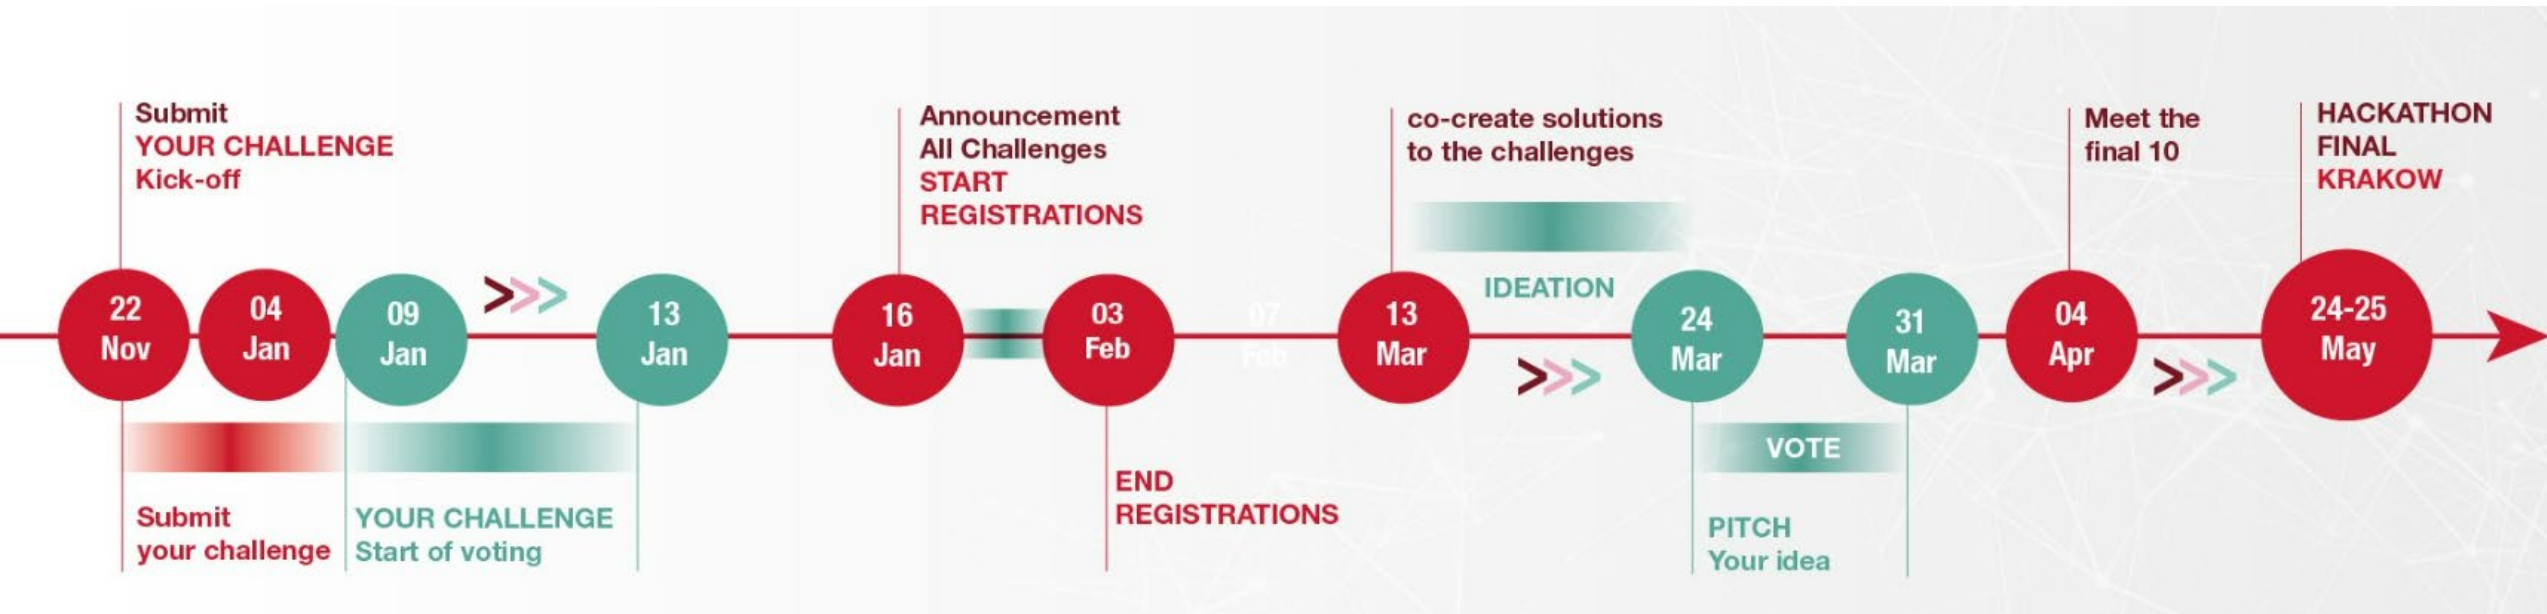 Submit
YOUR CHALLENGE
Kick-off
Announcement
All Challenges
START
REGISTRATIONS
co-create solutions
to the challenges
Meet the
final 10
HACKATHON
FINAL
KRAKOW
IDEATION
22
Nov
04
Jan
09
Jan
13
Jan
16
Jan
03
Feb
07
Feb
13
Mar
24
Mar
31
Mar
04
Apr
24-25
May
Submit
your challenge
YOUR CHALLENGE
Start of voting
END
REGISTRATIONS
VOTE
PITCH
Your idea